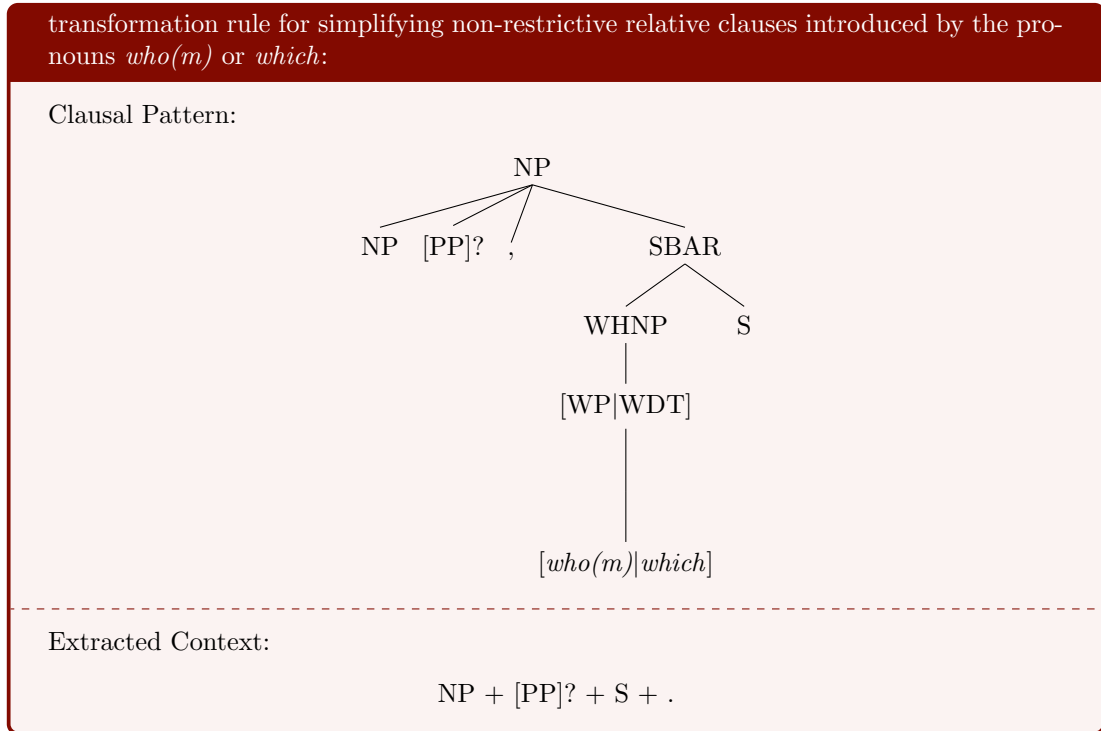 transformation rule for simplifying non-restrictive relative clauses introduced by the pro-
nouns who(m) or which:
Clausal Pattern:
NP
NP [PP]? , SBAR
WHNP S
[WP|WDT]
[who(m)|which]
Extracted Context:
NP + [PP]? + S + .